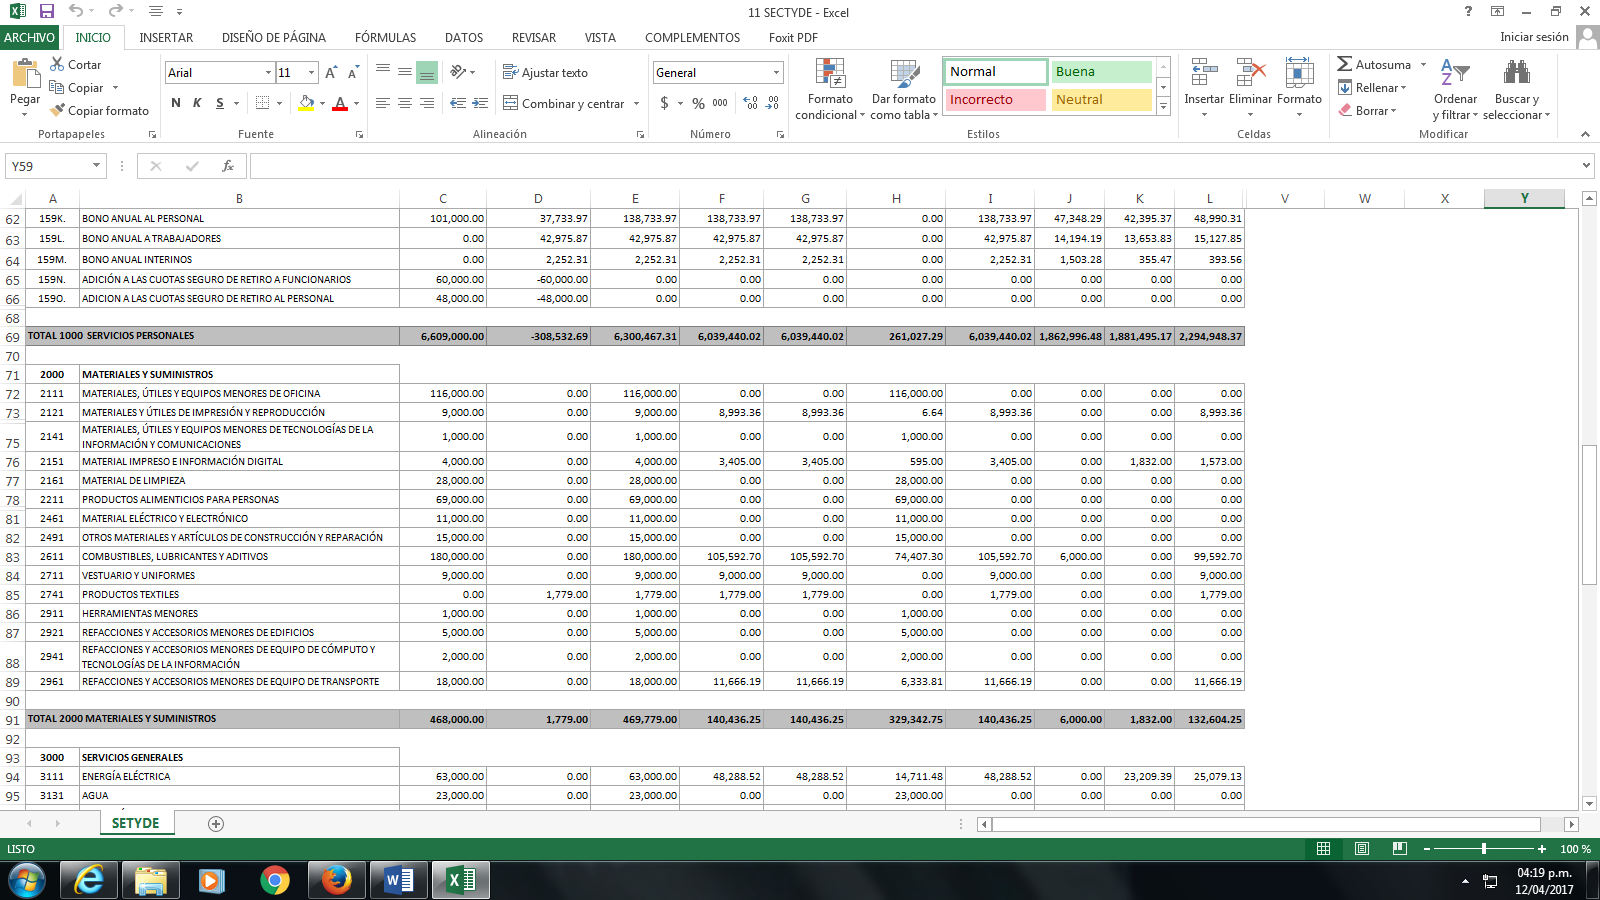 11 SECTYDE - Excel
ARCHIVO INICIO INSERTAR DISEÑO DE PÁGINA FÓRMULAS DATOS REVISAR VISTA COMPLEMENTOS Foxit PDF Iniciar sesión
Pegar
Cortar
Copiar
Copiar formato
Portapapeles
Arial 11
N K S
Fuente
Ajustar texto
Combinar y centrar
Alineación
General
$ % 000
Número
Formato condicional
Dar formato como tabla
Normal Buena
Incorrecto Neutral
Estilos
Insertar Eliminar Formato
Celdas
Autosuma
Rellenar
Borrar
Ordenar y filtrar
Buscar y seleccionar
Modificar
Y59 fx
A B C D E F G H I J K L V W X Y
62 159K. BONO ANUAL AL PERSONAL 101,000.00 37,733.97 138,733.97 138,733.97 138,733.97 0.00 138,733.97 47,348.29 42,395.37 48,990.31
63 159L. BONO ANUAL A TRABAJADORES 0.00 42,975.87 42,975.87 42,975.87 42,975.87 0.00 42,975.87 14,194.19 13,653.83 15,127.85
64 159M. BONO ANUAL INTERINOS 0.00 2,252.31 2,252.31 2,252.31 2,252.31 0.00 2,252.31 1,503.28 355.47 393.56
65 159N. ADICIÓN A LAS CUOTAS SEGURO DE RETIRO A FUNCIONARIOS 60,000.00 -60,000.00 0.00 0.00 0.00 0.00 0.00 0.00 0.00 0.00
66 159O. ADICION A LAS CUOTAS SEGURO DE RETIRO AL PERSONAL 48,000.00 -48,000.00 0.00 0.00 0.00 0.00 0.00 0.00 0.00 0.00
68
69 TOTAL 1000 SERVICIOS PERSONALES 6,609,000.00 -308,532.69 6,300,467.31 6,039,440.02 6,039,440.02 261,027.29 6,039,440.02 1,862,996.48 1,881,495.17 2,294,948.37
70
71 2000 MATERIALES Y SUMINISTROS
72 2111 MATERIALES, ÚTILES Y EQUIPOS MENORES DE OFICINA 116,000.00 0.00 116,000.00 0.00 0.00 116,000.00 0.00 0.00 0.00 0.00
73 2121 MATERIALES Y ÚTILES DE IMPRESIÓN Y REPRODUCCIÓN 9,000.00 0.00 9,000.00 8,993.36 8,993.36 6.64 8,993.36 0.00 0.00 8,993.36
75 2141 MATERIALES, ÚTILES Y EQUIPOS MENORES DE TECNOLOGÍAS DE LA
INFORMACIÓN Y COMUNICACIONES 1,000.00 0.00 1,000.00 0.00 0.00 1,000.00 0.00 0.00 0.00 0.00
76 2151 MATERIAL IMPRESO E INFORMACIÓN DIGITAL 4,000.00 0.00 4,000.00 3,405.00 3,405.00 595.00 3,405.00 0.00 1,832.00 1,573.00
77 2161 MATERIAL DE LIMPIEZA 28,000.00 0.00 28,000.00 0.00 0.00 28,000.00 0.00 0.00 0.00 0.00
78 2211 PRODUCTOS ALIMENTICIOS PARA PERSONAS 69,000.00 0.00 69,000.00 0.00 0.00 69,000.00 0.00 0.00 0.00 0.00
81 2461 MATERIAL ELÉCTRICO Y ELECTRÓNICO 11,000.00 0.00 11,000.00 0.00 0.00 11,000.00 0.00 0.00 0.00 0.00
82 2491 OTROS MATERIALES Y ARTÍCULOS DE CONSTRUCCIÓN Y REPARACIÓN 15,000.00 0.00 15,000.00 0.00 0.00 15,000.00 0.00 0.00 0.00 0.00
83 2611 COMBUSTIBLES, LUBRICANTES Y ADITIVOS 180,000.00 0.00 180,000.00 105,592.70 105,592.70 74,407.30 105,592.70 6,000.00 0.00 99,592.70
84 2711 VESTUARIO Y UNIFORMES 9,000.00 0.00 9,000.00 9,000.00 9,000.00 0.00 9,000.00 0.00 0.00 9,000.00
85 2741 PRODUCTOS TEXTILES 0.00 1,779.00 1,779.00 1,779.00 1,779.00 0.00 1,779.00 0.00 0.00 1,779.00
86 2911 HERRAMIENTAS MENORES 1,000.00 0.00 1,000.00 0.00 0.00 1,000.00 0.00 0.00 0.00 0.00
87 2921 REFACCIONES Y ACCESORIOS MENORES DE EDIFICIOS 5,000.00 0.00 5,000.00 0.00 0.00 5,000.00 0.00 0.00 0.00 0.00
88 2941 REFACCIONES Y ACCESORIOS MENORES DE EQUIPO DE CÓMPUTO Y
TECNOLOGÍAS DE LA INFORMACIÓN 2,000.00 0.00 2,000.00 0.00 0.00 2,000.00 0.00 0.00 0.00 0.00
89 2961 REFACCIONES Y ACCESORIOS MENORES DE EQUIPO DE TRANSPORTE 18,000.00 0.00 18,000.00 11,666.19 11,666.19 6,333.81 11,666.19 0.00 0.00 11,666.19
90
91 TOTAL 2000 MATERIALES Y SUMINISTROS 468,000.00 1,779.00 469,779.00 140,436.25 140,436.25 329,342.75 140,436.25 6,000.00 1,832.00 132,604.25
92
93 3000 SERVICIOS GENERALES
94 3111 ENERGÍA ELÉCTRICA 63,000.00 0.00 63,000.00 48,288.52 48,288.52 14,711.48 48,288.52 0.00 23,209.39 25,079.13
95 3131 AGUA 23,000.00 0.00 23,000.00 0.00 0.00 23,000.00 0.00 0.00 0.00 0.00
SETYDE
LISTO 100 %
04:19 p.m.
12/04/2017